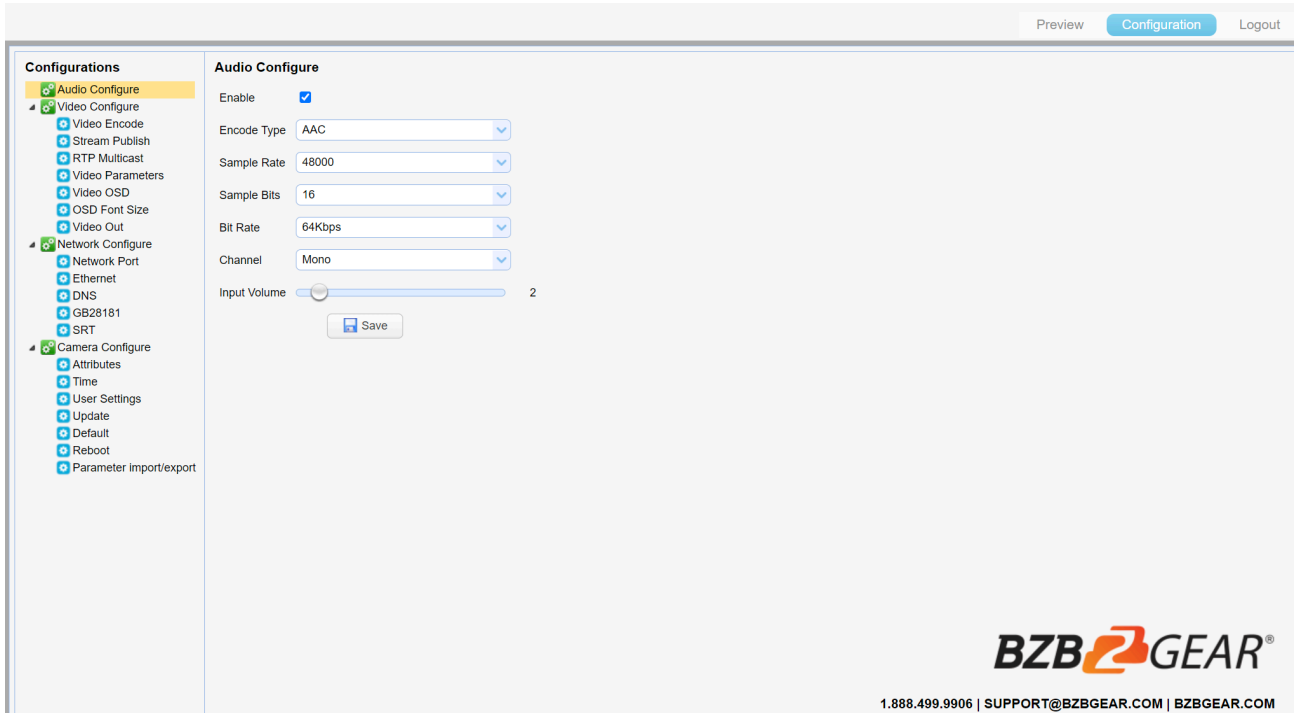 Preview Configuration Logout
Configurations
Audio Configure
Video Configure
Video Encode
Stream Publish
RTP Multicast
Video Parameters
Video OSD
OSD Font Size
Video Out
Network Configure
Network Port
Ethernet
DNS
GB28181
SRT
Camera Configure
Attributes
Time
User Settings
Update
Default
Reboot
Parameter import/export
Audio Configure
Enable
Encode Type AAC
Sample Rate 48000
Sample Bits 16
Bit Rate 64Kbps
Channel Mono
Input Volume 2
Save
BZB GEAR®
1.888.499.9906 | SUPPORT@BZBGEAR.COM | BZBGEAR.COM